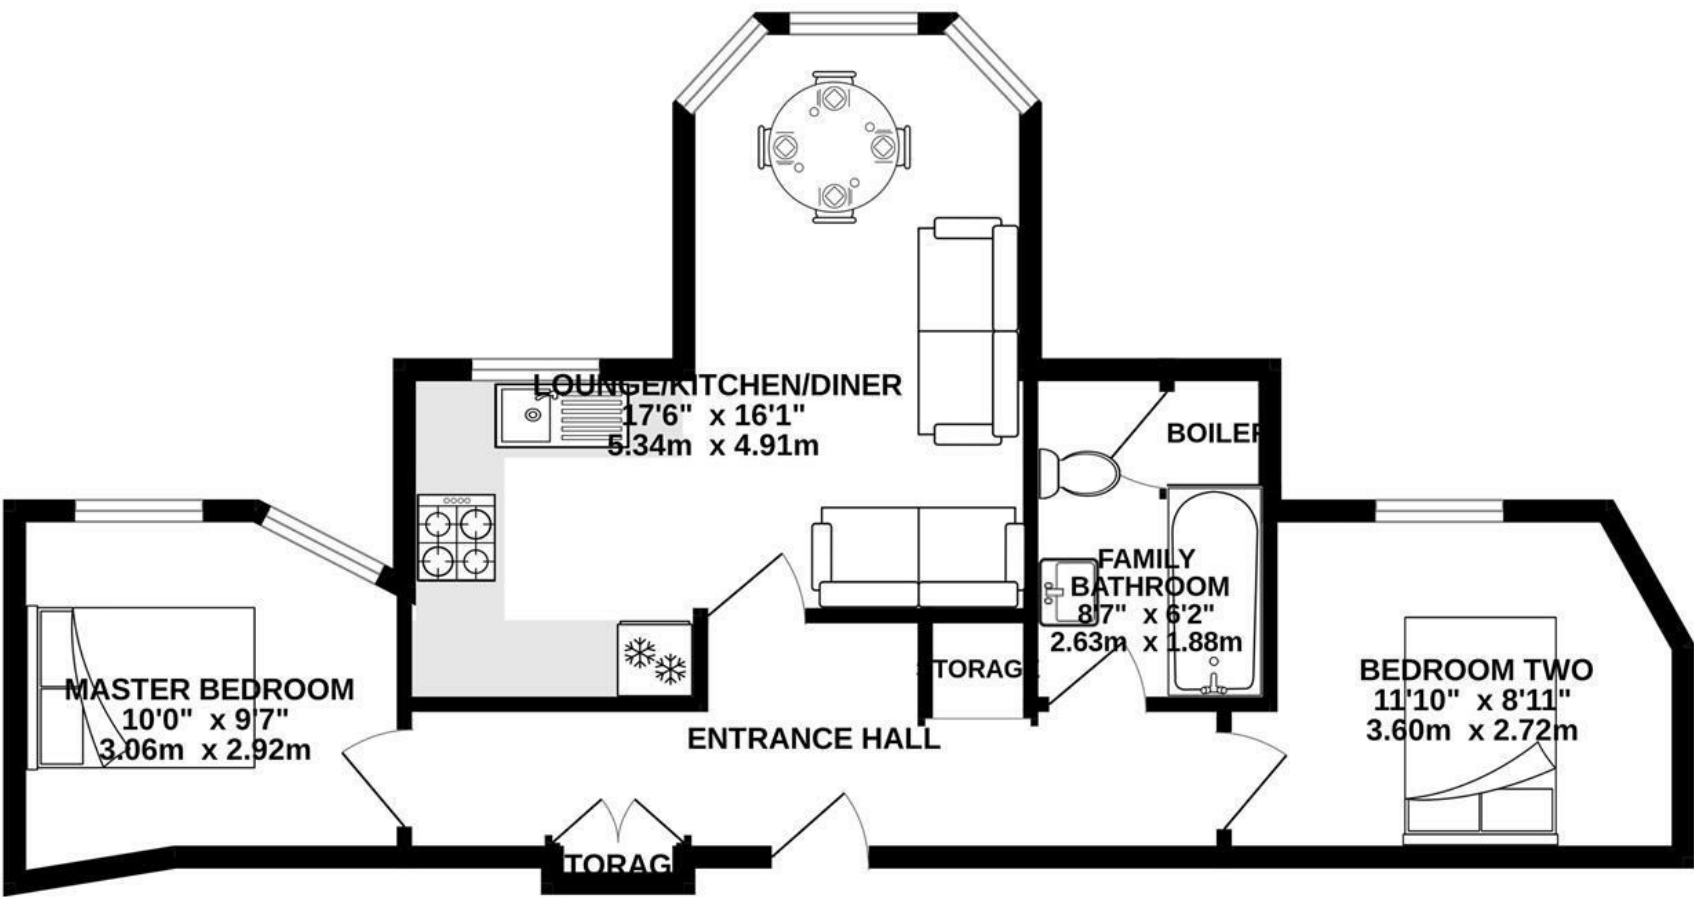 LOUNGE/KITCHEN/DINER
17'6" x 16'1"
5.34m x 4.91m
BOILER
FAMILY
BATHROOM
8'7" x 6'2"
2.63m x 1.88m
TORAG
MASTER BEDROOM
10'0" x 9'7"
3.06m x 2.92m
BEDROOM TWO
11'10" x 8'11"
3.60m x 2.72m
ENTRANCE HALL
TORAG